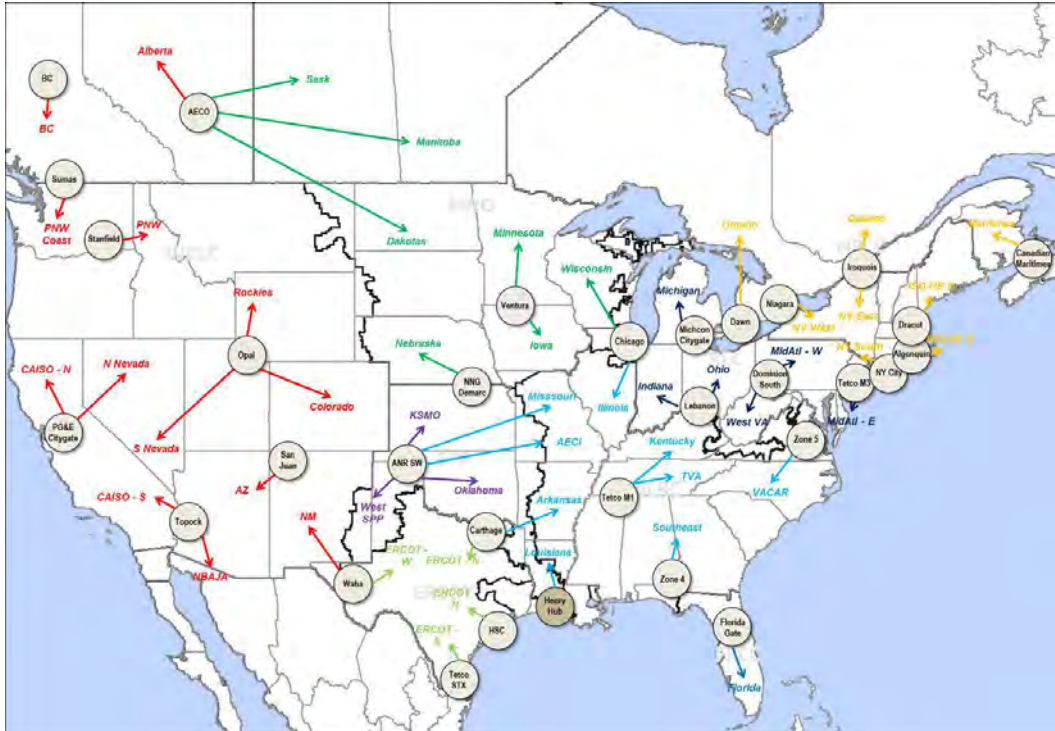 Alberta
BC
Sask
AECO
BC
Manitoba
Sumas
PNW
Coast
Stanfield
PNW
Dakotas
Minnesota
Wisconsin
Michigan
Iroquois
Canadian
Maritimes
Rockies
Ventura
Niagara
NY East
Iowa
Chicago
Michcon
Citygate
Dawn
Dracut
Algonquin
CAISO - N
N Nevada
Opal
Nebraska
MidAtl - W
NY City
NNG
Demarc
Ohio
Dominion
South
Tetco M3
Colorado
Illinois
Indiana
Lebanon
West VA
MidAtl - E
PG&E
Citygate
S Nevada
KSMO
Missouri
AECI
Kentucky
Zone 5
San
Juan
ANR SW
TVA
VACAR
AZ
Oklahoma
Tetco M1
CAISO - S
West
SPP
Arkansas
Topock
NM
Carthage
Southeast
ERCOT -
W
ERCOT - N
Louisiana
NBAJA
Waha
Zone 4
Henry
Hub
HSC
Florida
Gate
ERCOT -
S
Tetco
STX
Florida